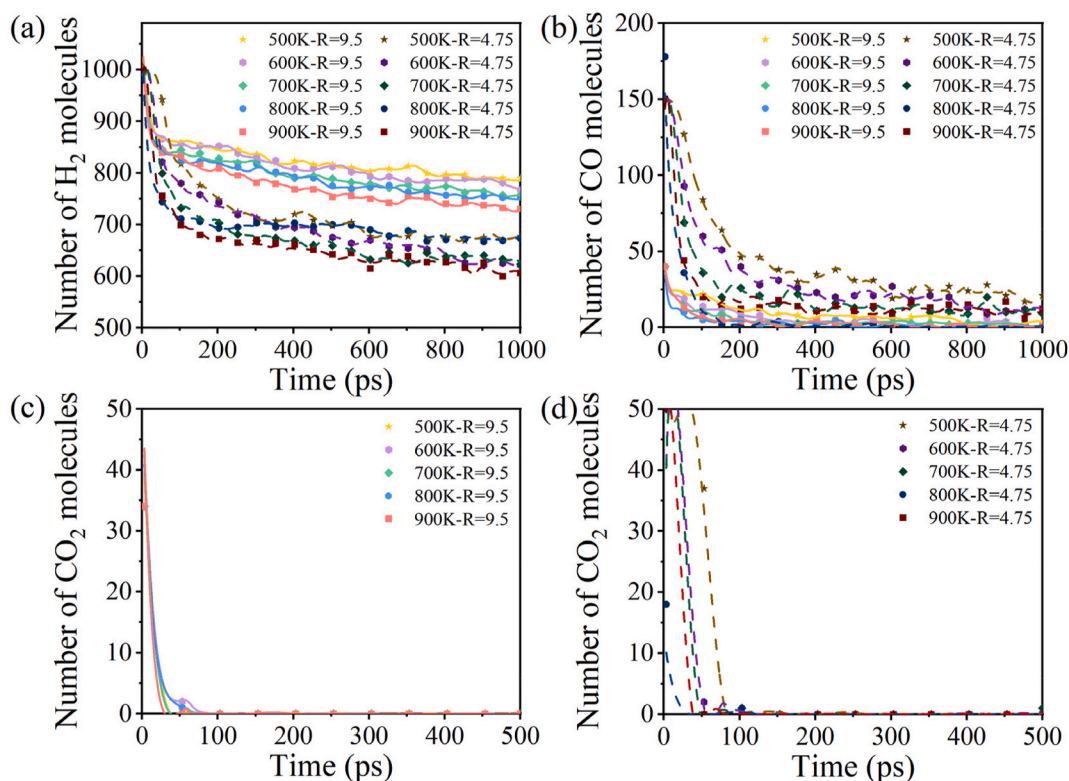 (a)
500K-R=9.5 500K-R=4.75
600K-R=9.5 600K-R=4.75
700K-R=9.5 700K-R=4.75
800K-R=9.5 800K-R=4.75
900K-R=9.5 900K-R=4.75
Number of H2 molecules
1000
900
800
700
600
500
0 200 400 600 800 1000
Time (ps)
(b)
500K-R=9.5 500K-R=4.75
600K-R=9.5 600K-R=4.75
700K-R=9.5 700K-R=4.75
800K-R=9.5 800K-R=4.75
900K-R=9.5 900K-R=4.75
Number of CO molecules
200
150
100
50
0
0 200 400 600 800 1000
Time (ps)
(c)
500K-R=9.5
600K-R=9.5
700K-R=9.5
800K-R=9.5
900K-R=9.5
Number of CO2 molecules
50
40
30
20
10
0
0 100 200 300 400 500
Time (ps)
(d)
500K-R=4.75
600K-R=4.75
700K-R=4.75
800K-R=4.75
900K-R=4.75
Number of CO2 molecules
50
40
30
20
10
0
0 100 200 300 400 500
Time (ps)